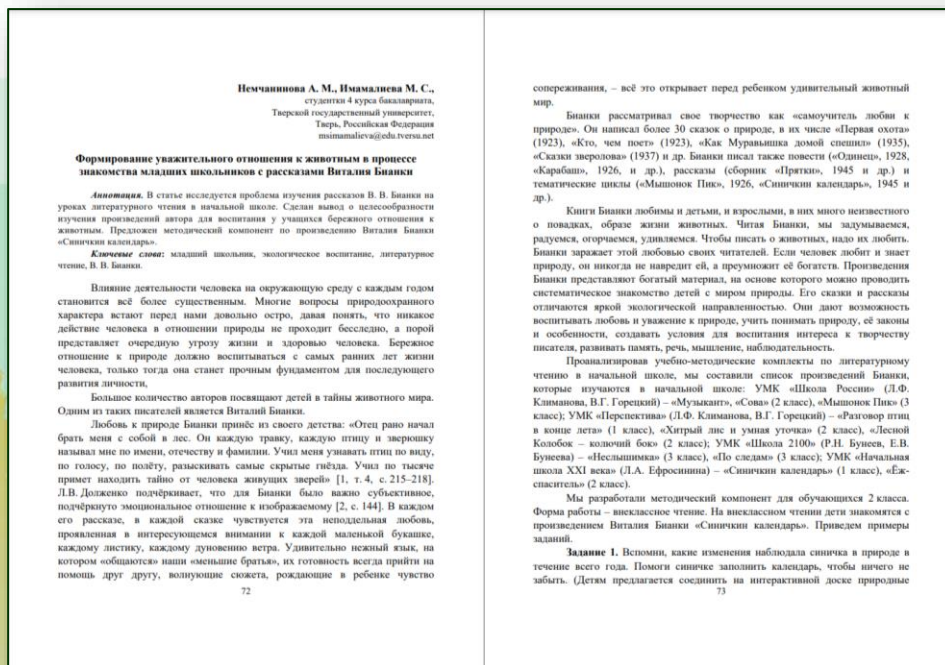 Немчанинова А. М., Имамалиева М. С.,
студентки 4 курса бакалавриата,
Тверской государственный университет,
Тверь, Российская Федерация
msimamalieva@edu.tversu.net
Формирование уважительного отношения к животным в процессе
знакомства младших школьников с рассказами Виталия Бианки
Аннотация. В статье исследуется проблема изучения рассказов В. В. Бианки на
уроках литературного чтения в начальной школе. Сделан вывод о целесообразности
изучения произведений автора для воспитания у учащихся бережного отношения к
животным. Предложен методический компонент по произведению Виталия Бианки
«Синичкин календарь».
Ключевые слова: младший школьник, экологическое воспитание, литературное
чтение, В. В. Бианки.
Влияние деятельности человека на окружающую среду с каждым годом
становится всё более существенным. Многие вопросы природоохранного
характера встают перед нами довольно остро, давая понять, что никакое
действие человека в отношении природы не проходит бесследно, а порой
представляет очередную угрозу жизни и здоровью человека. Бережное
отношение к природе должно воспитываться с самых ранних лет жизни
человека, только тогда она станет прочным фундаментом для последующего
развития личности,
Большое количество авторов посвящают детей в тайны животного мира.
Одним из таких писателей является Виталий Бианки.
Любовь к природе Бианки принёс из своего детства: «Отец рано начал
брать меня с собой в лес. Он каждую травку, каждую птицу и зверюшку
называл мне по имени, отчеству и фамилии. Учил меня узнавать птиц по виду,
по голосу, по полёту, разыскивать самые скрытые гнёзда. Учил по тысяче
примет находить тайно от человека живущих зверей» [1, т. 4, с. 215–218].
Л.В. Долженко подчёркивает, что для Бианки было важно субъективное,
подчёркнуто эмоциональное отношение к изображаемому [2, с. 144]. В каждом
его рассказе, в каждой сказке чувствуется эта неподдельная любовь,
проявленная в интересующемся внимании к каждой маленькой букашке,
каждому листику, каждому дуновению ветра. Удивительно нежный язык, на
котором «общаются» наши «меньшие братья», их готовность всегда прийти на
помощь друг другу, волнующие сюжета, рождающие в ребенке чувство
72
сопереживания, – всё это открывает перед ребенком удивительный животный
мир.
Бианки рассматривал свое творчество как «самоучитель любви к
природе». Он написал более 30 сказок о природе, в их числе «Первая охота»
(1923), «Кто, чем поет» (1923), «Как Муравьишка домой спешил» (1935),
«Сказки зверолова» (1937) и др. Бианки писал также повести («Одинец», 1928,
«Карабаш», 1926, и др.), рассказы (сборник «Прятки», 1945 и др.) и
тематические циклы («Мышонок Пик», 1926, «Синичкин календарь», 1945 и
др.).
Книги Бианки любимы и детьми, и взрослыми, в них много неизвестного
о повадках, образе жизни животных. Читая Бианки, мы задумываемся,
радуемся, огорчаемся, удивляемся. Чтобы писать о животных, надо их любить.
Бианки заражает этой любовью своих читателей. Если человек любит и знает
природу, он никогда не навредит ей, а преумножит её богатств. Произведения
Бианки представляют богатый материал, на основе которого можно проводить
систематическое знакомство детей с миром природы. Его сказки и рассказы
отличаются яркой экологической направленностью. Они дают возможность
воспитывать любовь и уважение к природе, учить понимать природу, её законы
и особенности, создавать условия для воспитания интереса к творчеству
писателя, развивать память, речь, мышление, наблюдательность.
Проанализировав учебно-методические комплекты по литературному
чтению в начальной школе, мы составили список произведений Бианки,
которые изучаются в начальной школе: УМК «Школа России» (Л.Ф.
Климанова, В.Г. Горецкий) – «Музыкант», «Сова» (2 класс), «Мышонок Пик» (3
класс); УМК «Перспектива» (Л.Ф. Климанова, В.Г. Горецкий) – «Разговор птиц
в конце лета» (1 класс), «Хитрый лис и умная уточка» (2 класс), «Лесной
Колобок – колючий бок» (2 класс); УМК «Школа 2100» (Р.Н. Бунеев, Е.В.
Бунеева) – «Неслышимка» (3 класс), «По следам» (3 класс); УМК «Начальная
школа XXI века» (Л.А. Ефросинина) – «Синичкин календарь» (1 класс), «Ёж-
спаситель» (2 класс).
Мы разработали методический компонент для обучающихся 2 класса.
Форма работы – внеклассное чтение. На внеклассном чтении дети знакомятся с
произведением Виталия Бианки «Синичкин календарь». Приведем примеры
заданий.
Задание 1. Вспомни, какие изменения наблюдала синичка в природе в
течение всего года. Помоги синичке заполнить календарь, чтобы ничего не
забыть. (Детям предлагается соединить на интерактивной доске природные
73